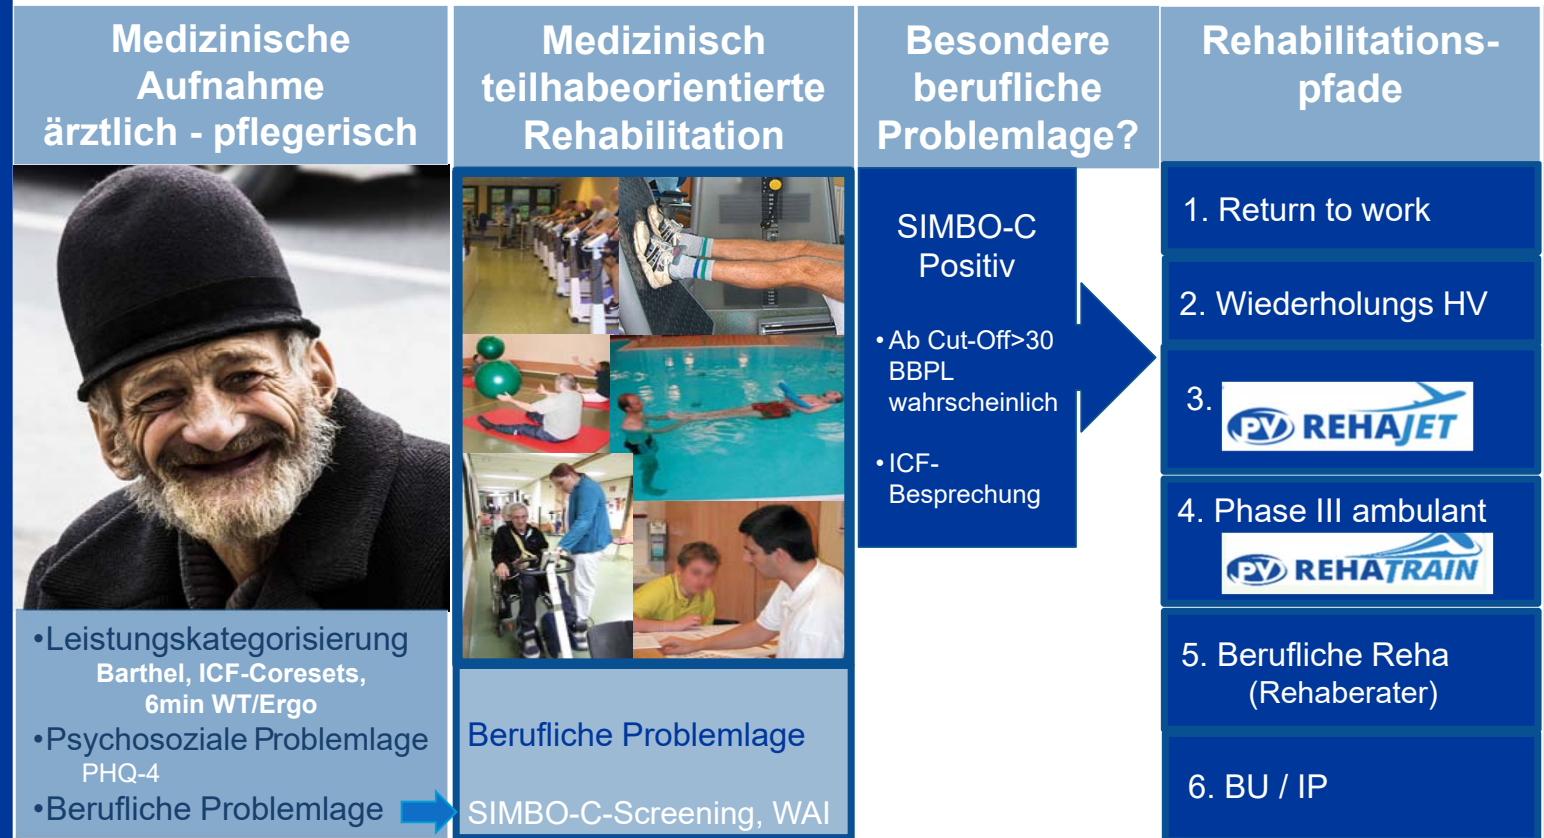 Medizinische
Aufnahme
ärztlich - pflegerisch
•Leistungskategorisierung
Barthel, ICF-Coresets,
6min WT/Ergo
•Psychosoziale Problemlage
PHQ-4
•Berufliche Problemlage
Medizinisch
teilhabeorientierte
Rehabilitation
Berufliche Problemlage
SIMBO-C-Screening, WAI
Besondere
berufliche
Problemlage?
SIMBO-C
Positiv
• Ab Cut-Off>30
BBPL
wahrscheinlich
• ICF-
Besprechung
Rehabilitations-
pfade
1. Return to work
2. Wiederholungs HV
3. PV REHAJET
4. Phase III ambulant
PV REHATRAIN
5. Berufliche Reha
(Rehaberater)
6. BU / IP